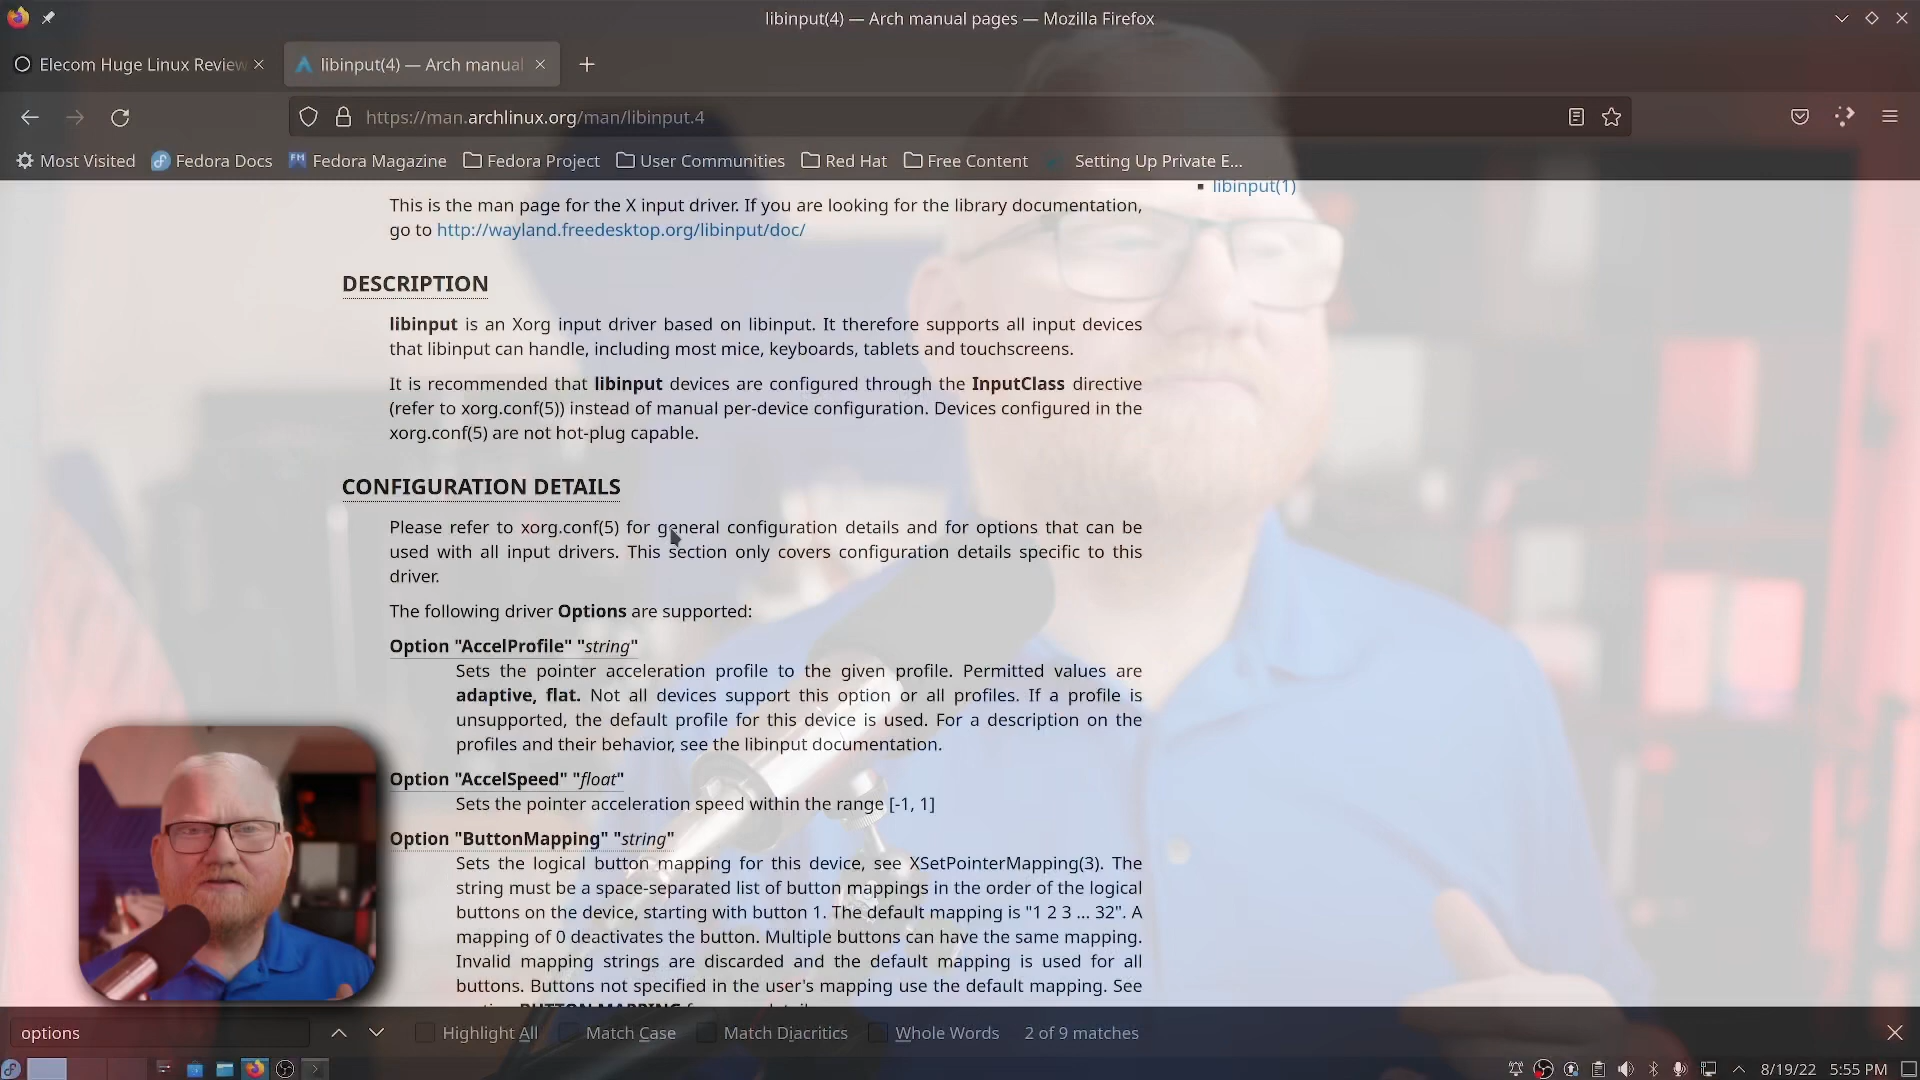 libinput(4) — Arch manual pages — Mozilla Firefox
Elecom Huge Linux Review
libinput(4) — Arch manual
https://man.archlinux.org/man/libinput.4
Most Visited
Fedora Docs
Fedora Magazine
Fedora Project
User Communities
Red Hat
Free Content
Setting Up Private E...
libinput(1)
This is the man page for the X input driver. If you are looking for the library documentation,
go to http://wayland.freedesktop.org/libinput/doc/
DESCRIPTION
libinput is an Xorg input driver based on libinput. It therefore supports all input devices
that libinput can handle, including most mice, keyboards, tablets and touchscreens.
It is recommended that libinput devices are configured through the InputClass directive
(refer to xorg.conf(5)) instead of manual per-device configuration. Devices configured in the
xorg.conf(5) are not hot-plug capable.
CONFIGURATION DETAILS
Please refer to xorg.conf(5) for general configuration details and for options that can be
used with all input drivers. This section only covers configuration details specific to this
driver.
The following driver Options are supported:
Option "AccelProfile" "string"
Sets the pointer acceleration profile to the given profile. Permitted values are
adaptive, flat. Not all devices support this option or all profiles. If a profile is
unsupported, the default profile for this device is used. For a description on the
profiles and their behavior, see the libinput documentation.
Option "AccelSpeed" "float"
Sets the pointer acceleration speed within the range [-1, 1]
Option "ButtonMapping" "string"
Sets the logical button mapping for this device, see XSetPointerMapping(3). The
string must be a space-separated list of button mappings in the order of the logical
buttons on the device, starting with button 1. The default mapping is "1 2 3 ... 32". A
mapping of 0 deactivates the button. Multiple buttons can have the same mapping.
Invalid mapping strings are discarded and the default mapping is used for all
buttons. Buttons not specified in the user's mapping use the default mapping. See
options
Highlight All
Match Case
Match Diacritics
Whole Words
2 of 9 matches
8/19/22
5:55 PM